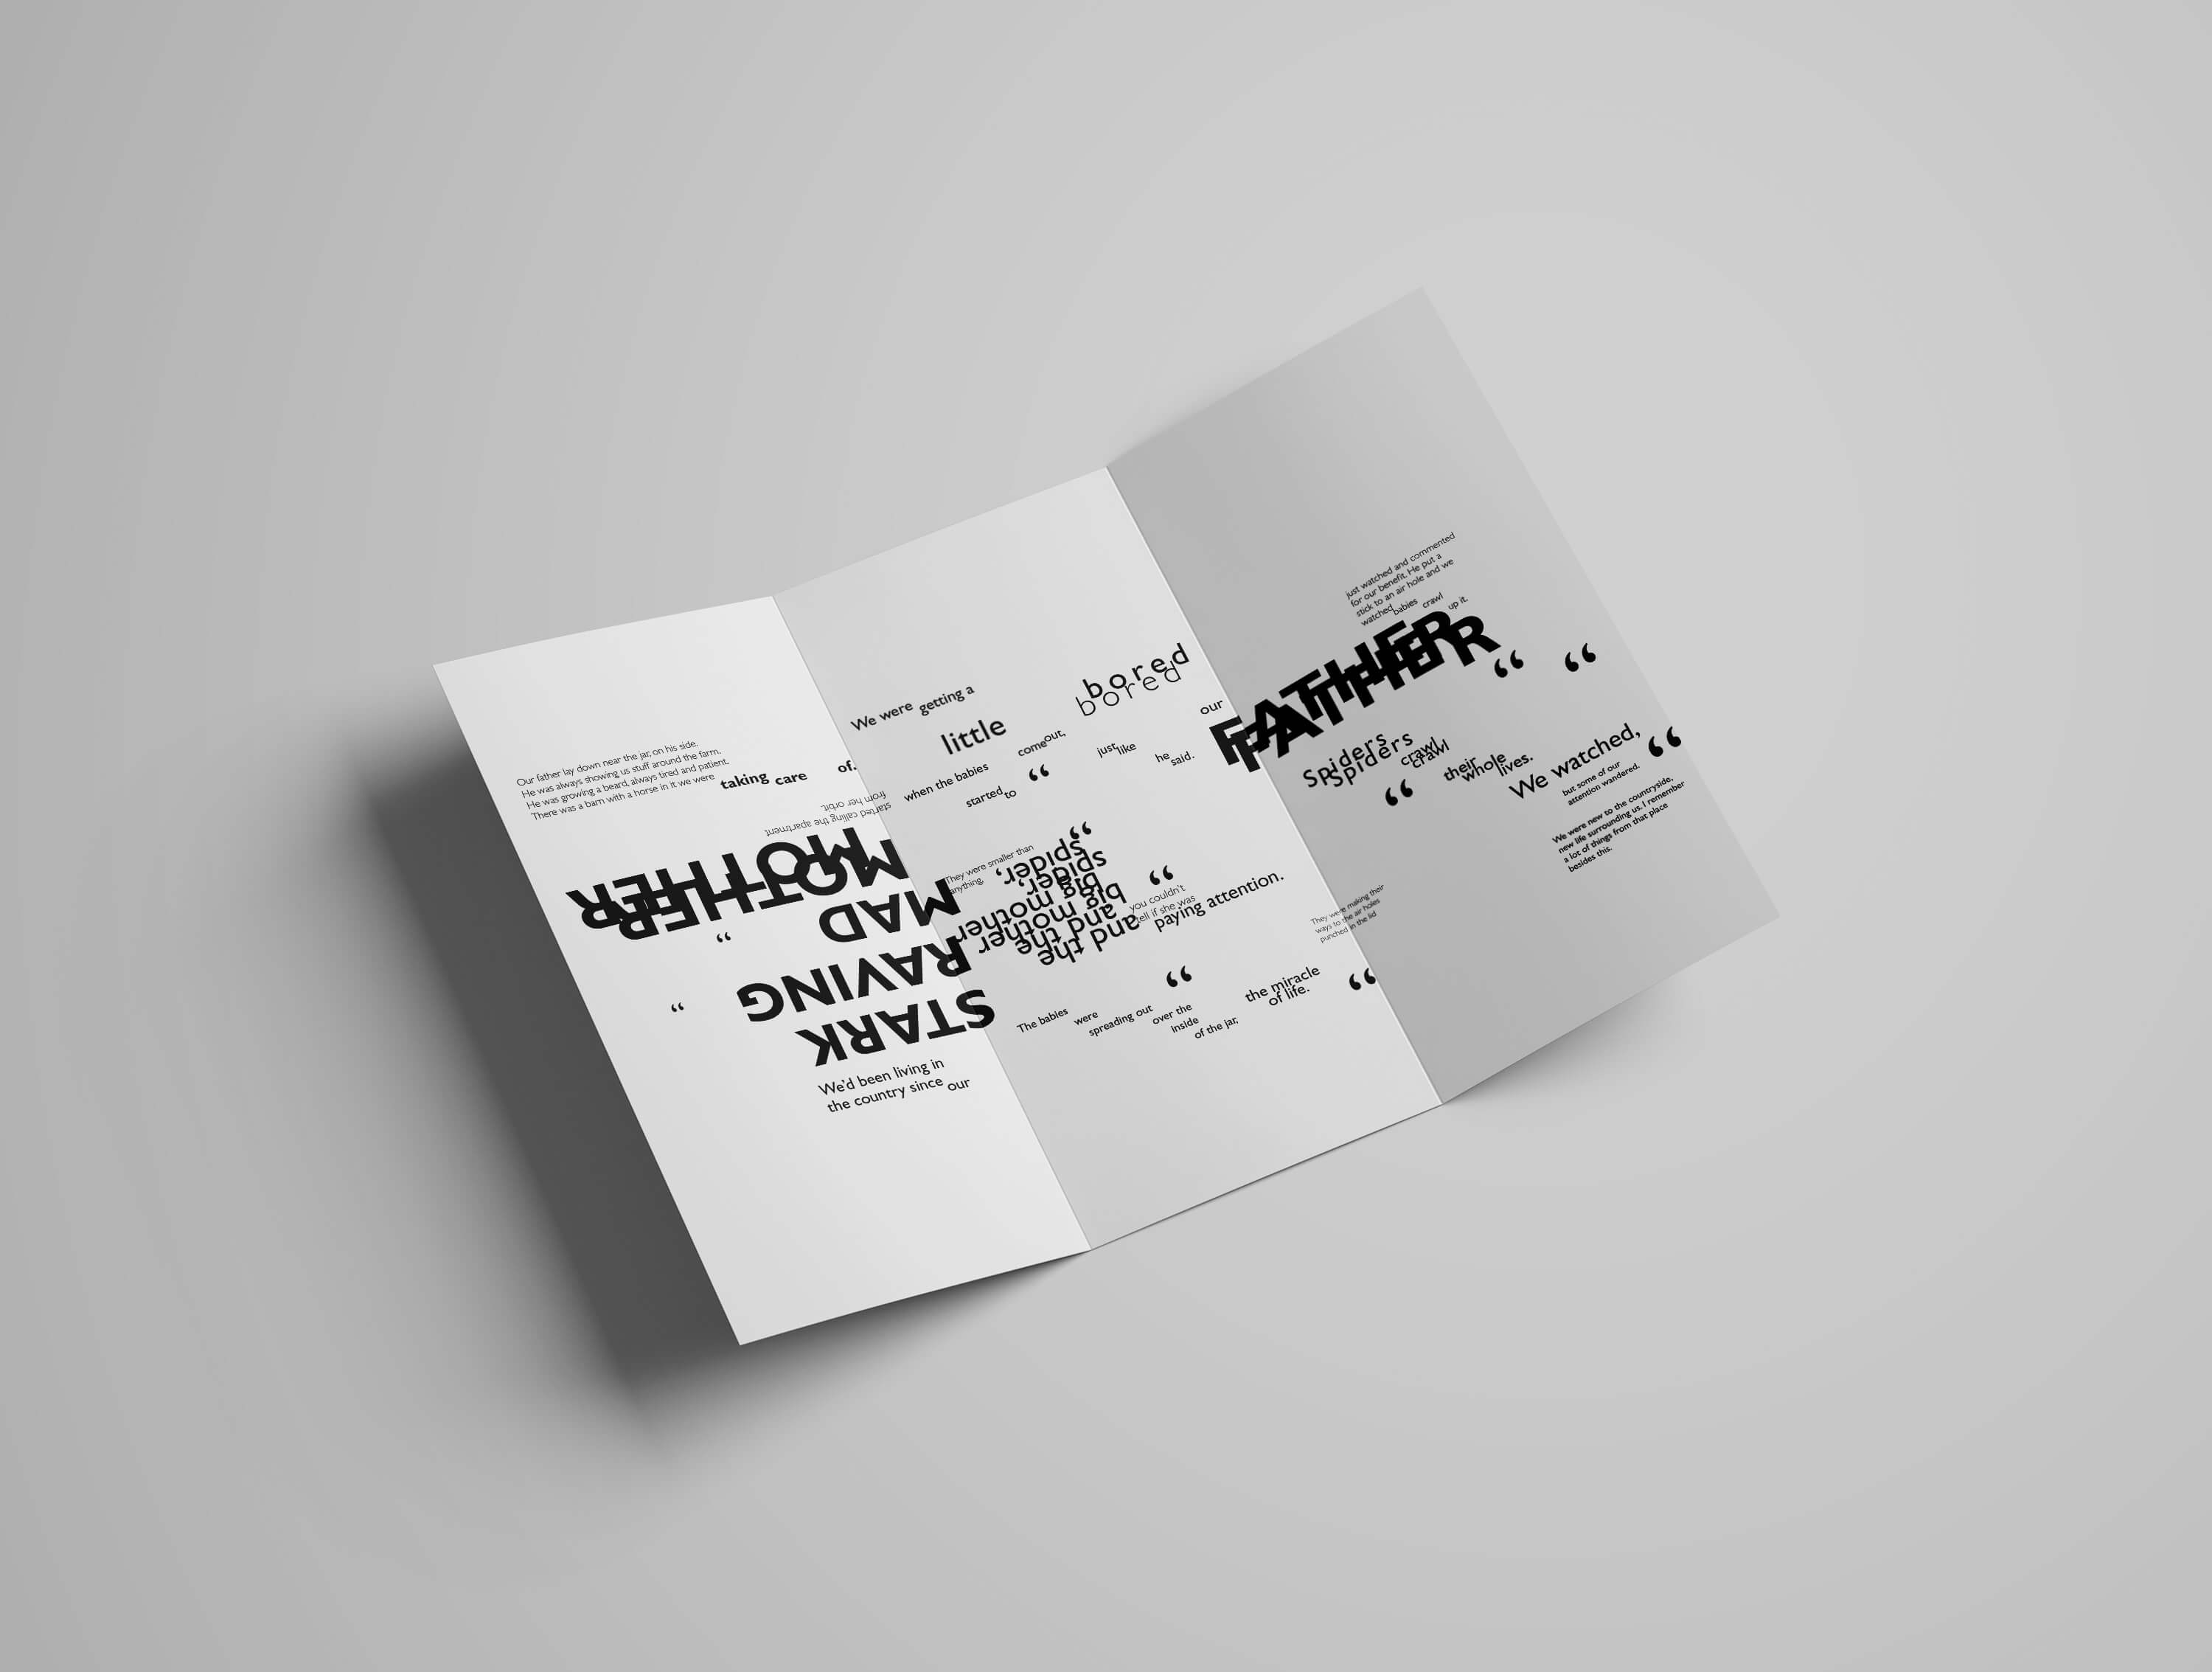 Our father lay down near the jar, on his side.
He was always showing us stuff around the farm.
He was growing a beard, always tired and patient.
There was a barn with a horse in it we were
taking care of.
started calling the apartment
from her orbit.
MOTHER
MOTHER
MAD
RAVING
STARK
“
“
We'd been living in
the country since our
We were getting a
little
bored
bored
when the babies come out,
started to
“
just like
he said.
our
FATHER
FATHER
They were smaller than
anything,
and the
and the
big mother
big mother
spider,
spider,
“
“
you couldn't
tell if she was
paying attention.
The babies were
spreading out
over the
inside
of the jar,
“
the miracle
of life.
“
They were making their
ways to the air holes
punched in the lid
just watched and commented
for our benefit. He put a
stick to an air hole and we
watched babies crawl up it.
“
“
Spiders
Spiders
crawl
crawl
“
their
whole
lives.
We watched,
“
but some of our
attention wandered.
We were new to the countryside,
new life surrounding us. I remember
a lot of things from that place
besides this.